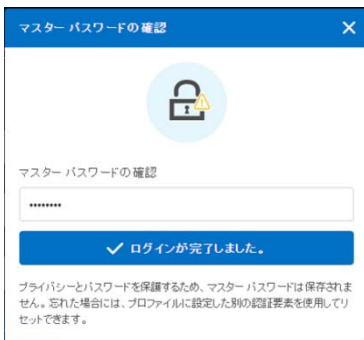 マスター パスワードの確認
マスター パスワードの確認
ログインが完了しました。
プライバシーとパスワードを保護するため、マスター パスワードは保存されま
せん。忘れた場合には、プロファイルに設定した別の認証要素を使用してリ
セットできます。